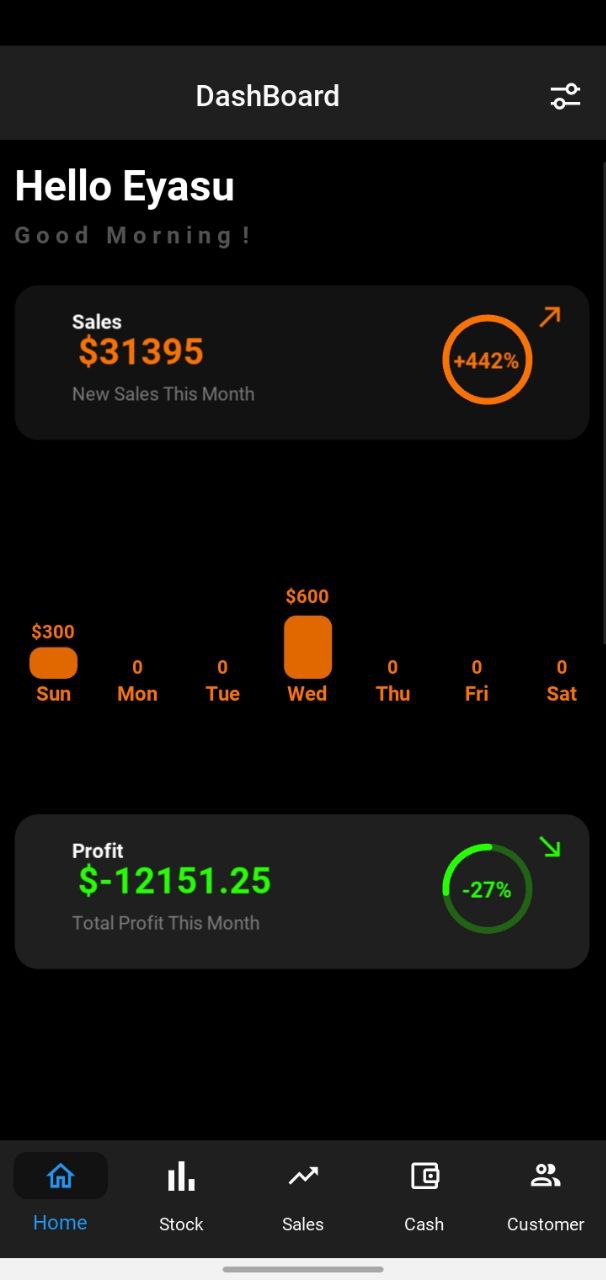 DashBoard
Hello Eyasu
Good Morning !
Sales
$31395
New Sales This Month
+442%
$600
$300
0 0 0 0 0
Sun Mon Tue Wed Thu Fri Sat
Profit
$-12151.25
Total Profit This Month
-27%
Home Stock Sales Cash Customer